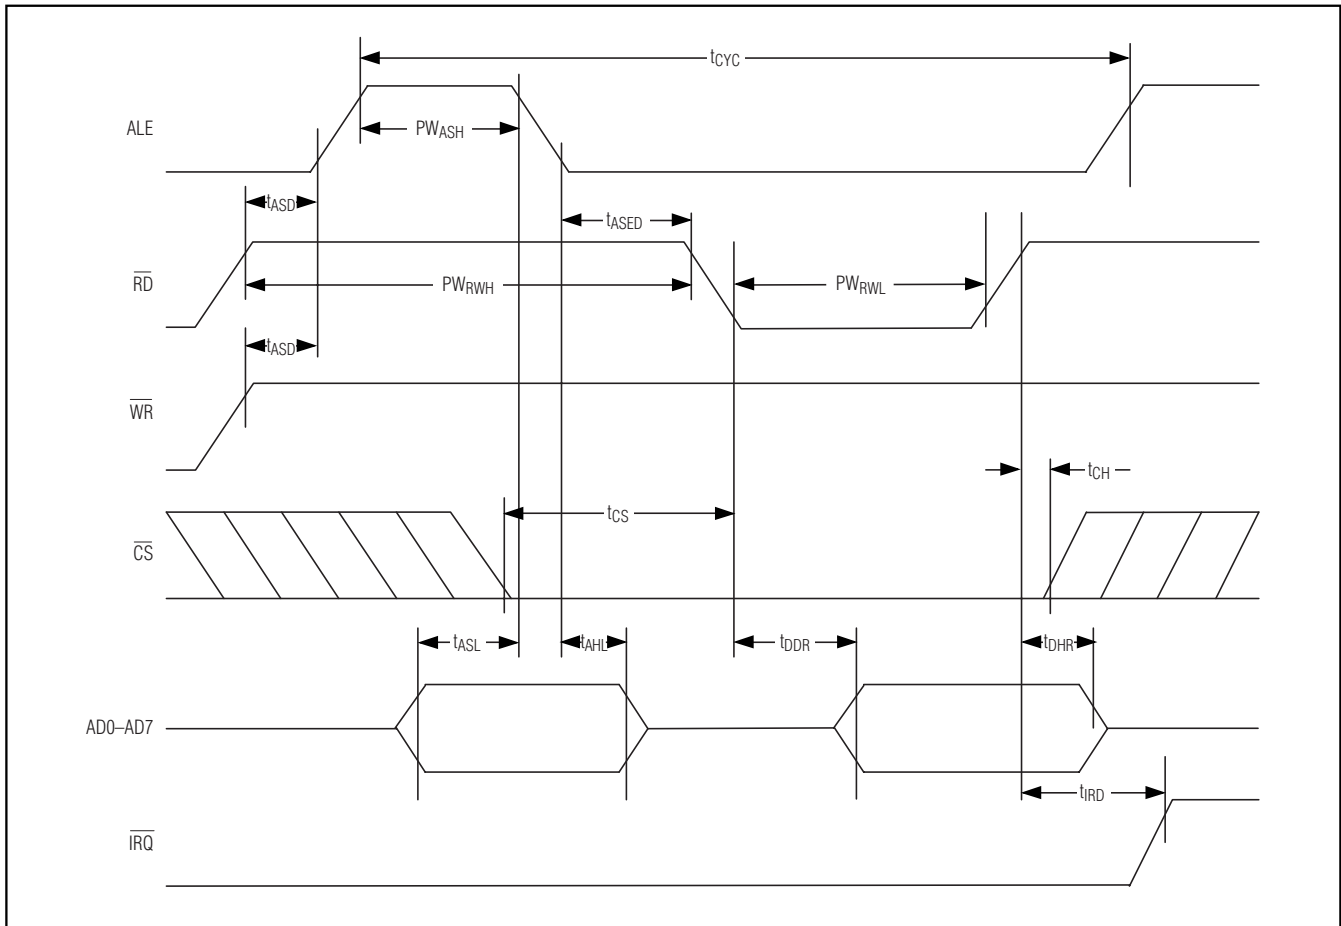 tCYC
ALE
PWASH
tASD
tASED
RD
PWRWH
PWRWL
tASD
WR
tCH
tCS
CS
tASL
tAHL
tDDR
tDHR
AD0–AD7
tIRD
IRQ